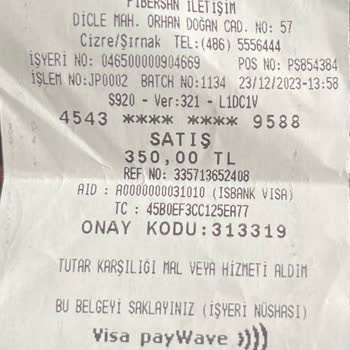 FIBERSAN İLETİŞİM
DİCLE MAH. ORHAN DOĞAN CAD. NO: 57
Cizre/Şırnak TEL:(486) 5556444
İŞYERİ NO: 046500000904669 POS NO: PS854384
İŞLEM NO:JP0002 BATCH NO:1134 23/12/2023-13:58
S920 - Ver:321 - L1DC1V
4543 **** **** 9588
SATIŞ
350,00 TL
REF NO: 335713652408
AID : A0000000031010 (ISBANK VISA)
TC : 45B0EF3CC125EA77
ONAY KODU:313319
TUTAR KARŞILIĞI MAL VEYA HİZMETİ ALDIM
BU BELGEYİ SAKLAYINIZ (İŞYERİ NÜSHASI)
Visa payWave